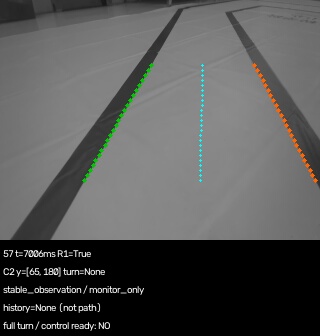 57 t=7006ms R1=True
C2 y=[65, 180] turn=None
stable_observation / monitor_only
history=None (not path)
full turn / control ready: NO